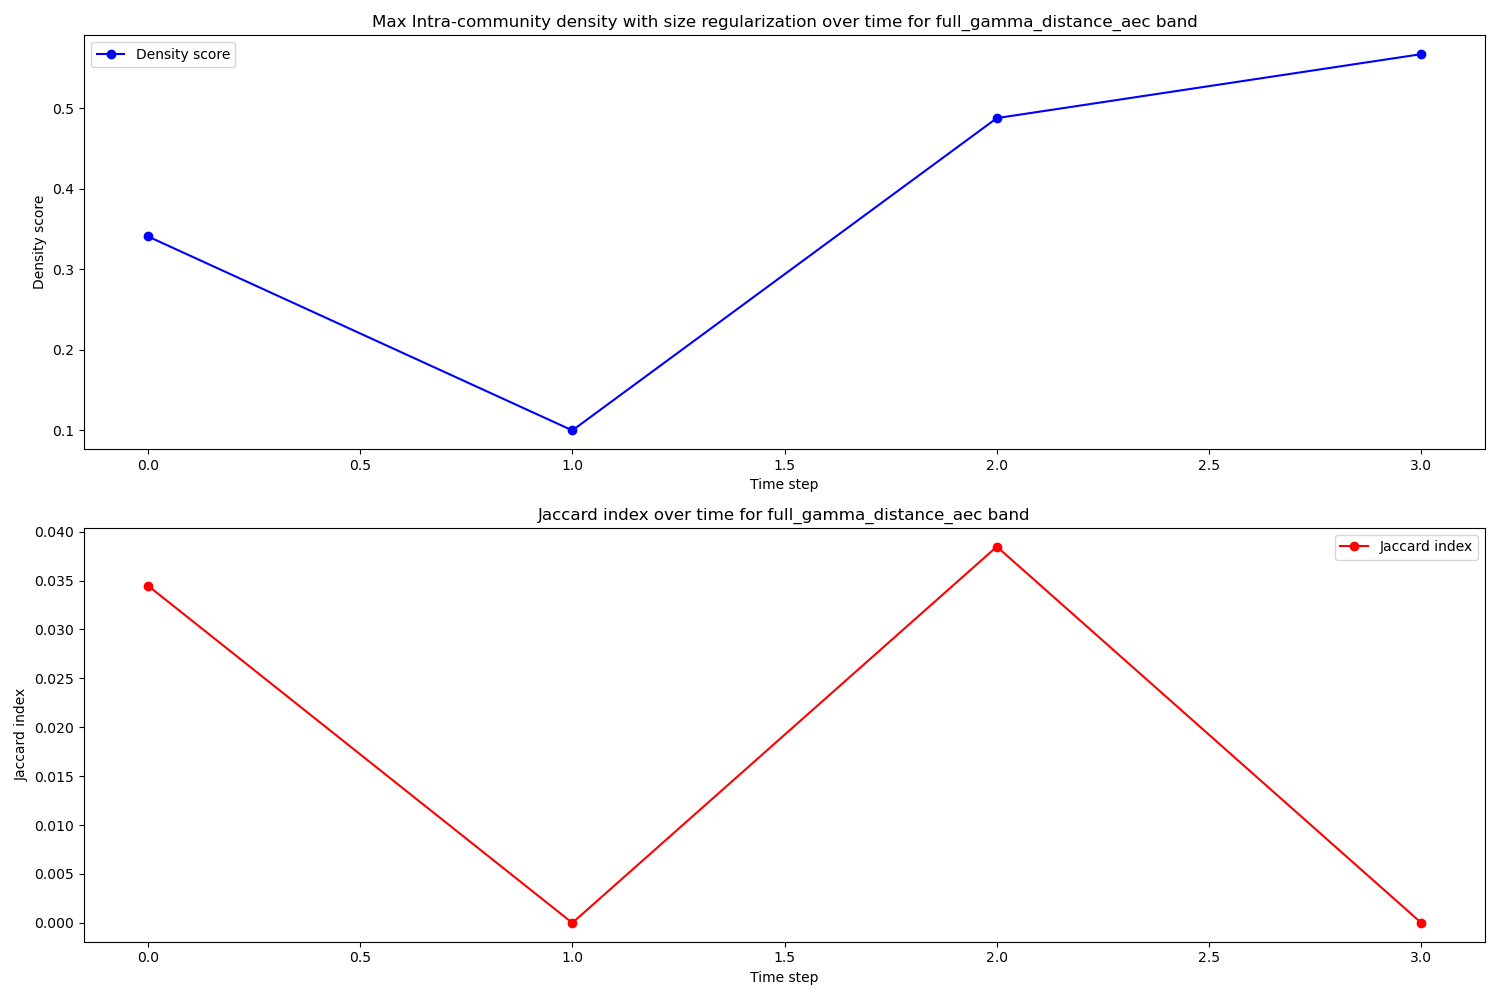 Max Intra-community density with size regularization over time for full_gamma_distance_aec band
Density score
Density score
0.5
0.4
0.3
0.2
0.1
0.0 0.5 1.0 1.5 2.0 2.5 3.0
Time step
Jaccard index over time for full_gamma_distance_aec band
Jaccard index
Jaccard index
0.040
0.035
0.030
0.025
0.020
0.015
0.010
0.005
0.000
0.0 0.5 1.0 1.5 2.0 2.5 3.0
Time step